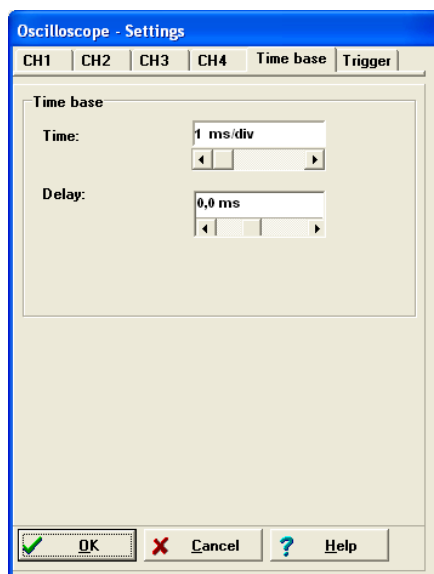 Oscilloscope - Settings
CH1 CH2 CH3 CH4 Time base Trigger
Time base
Time: 1 ms/div
Delay: 0,0 ms
OK Cancel Help